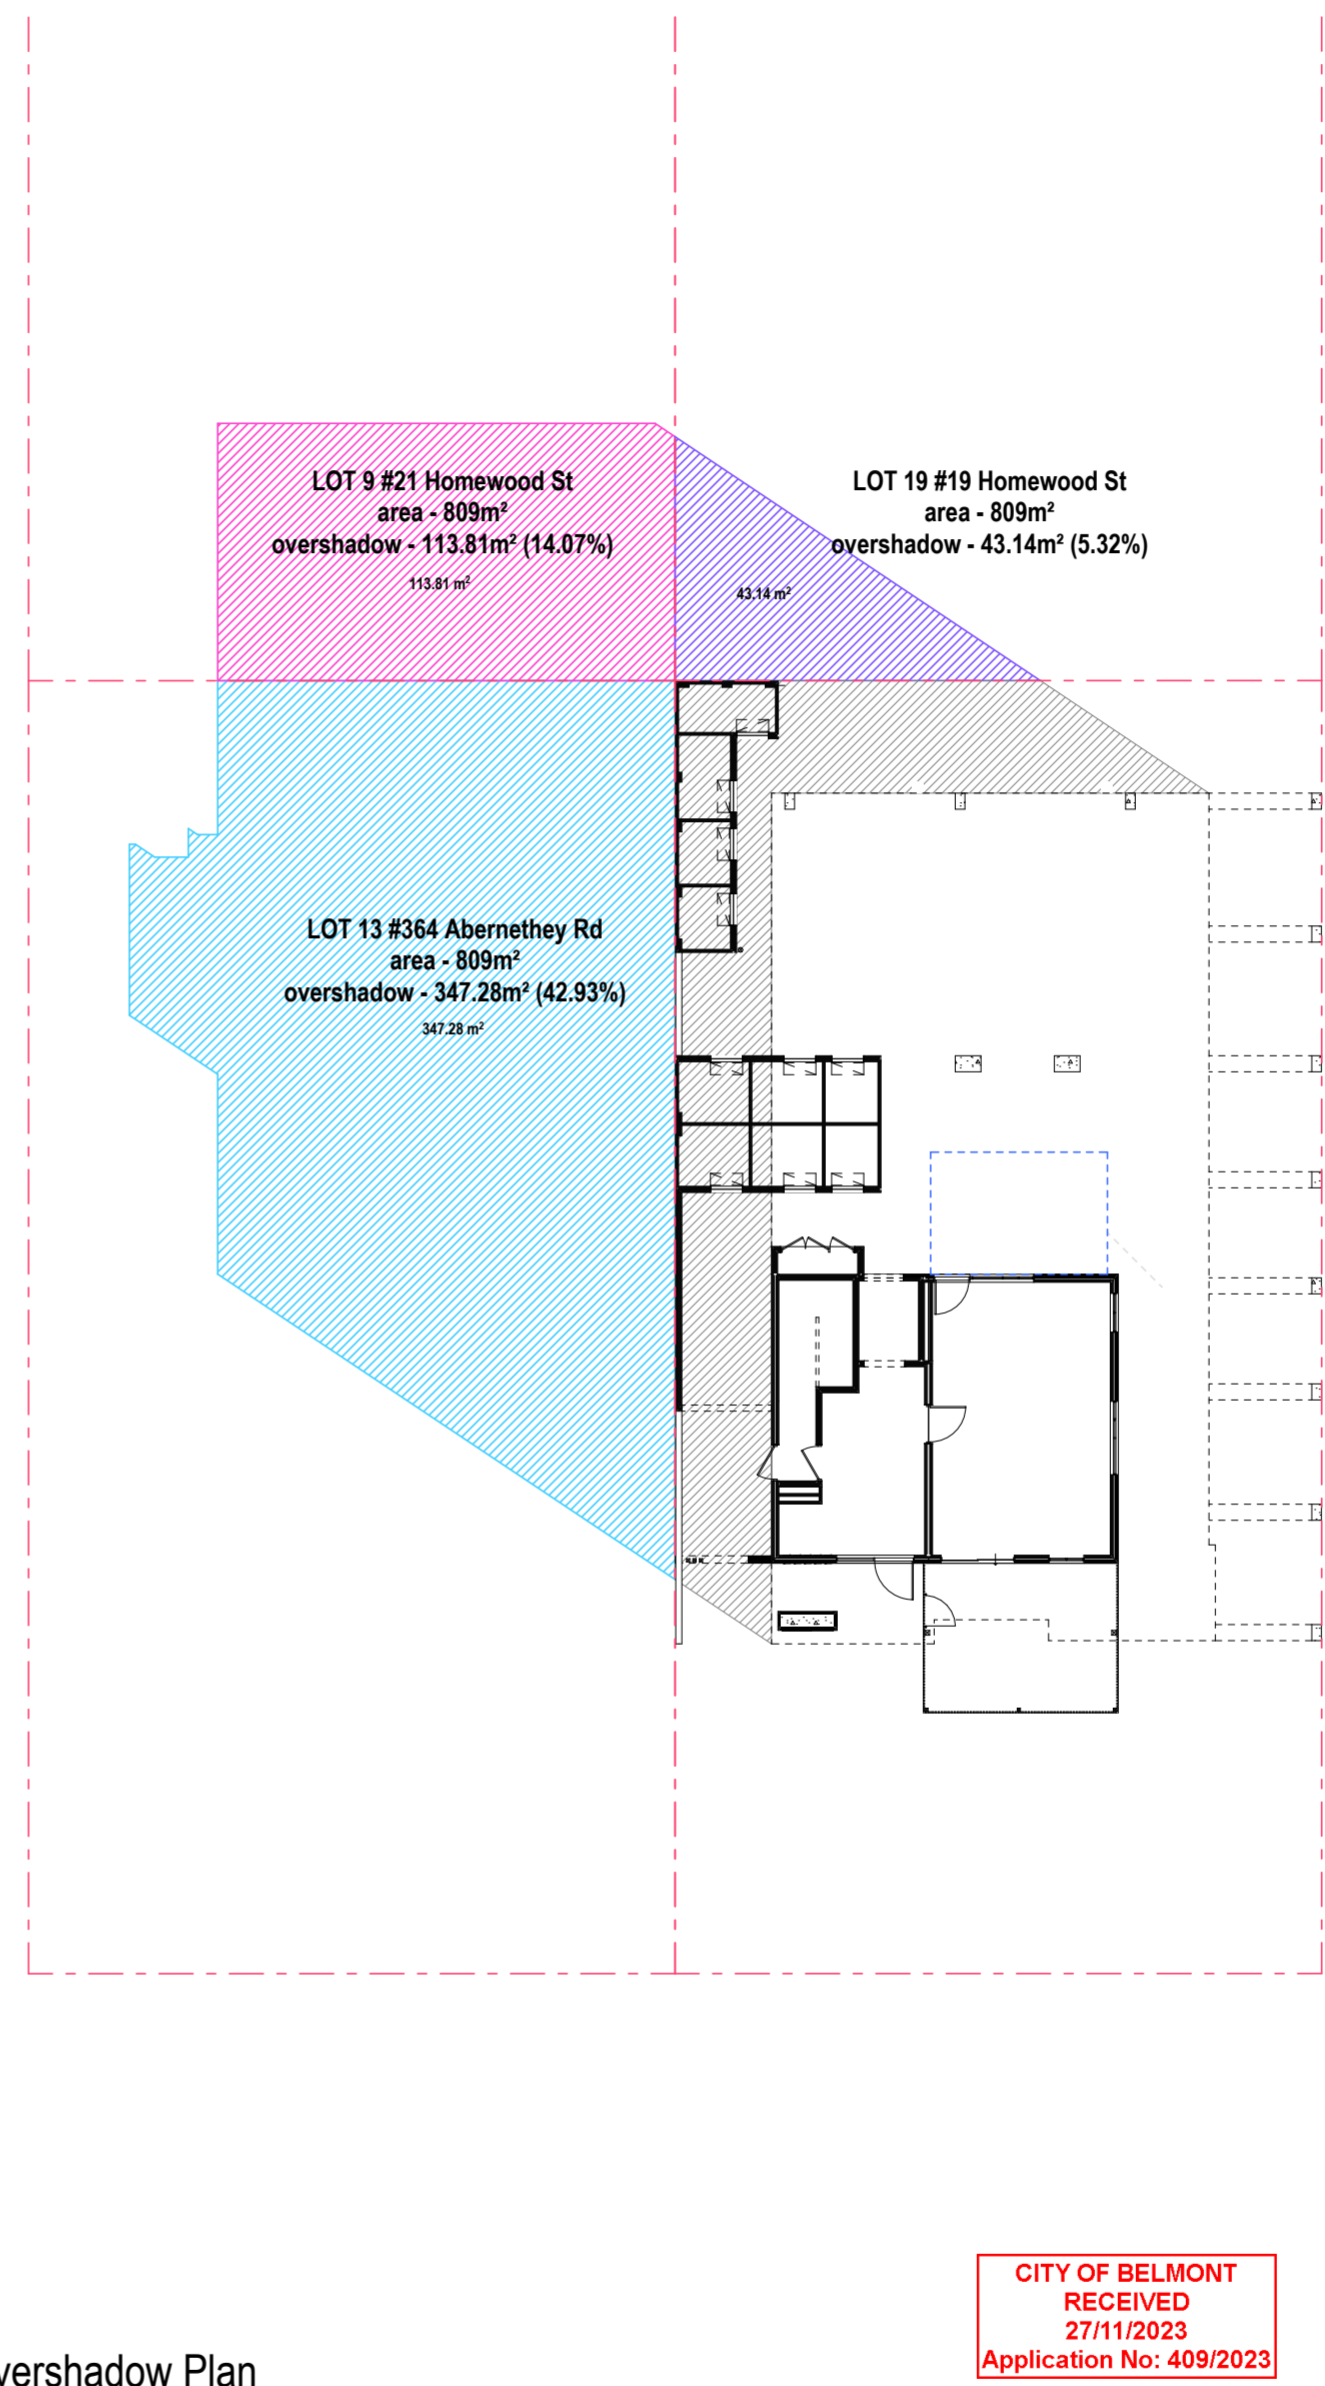 LOT 9 #21 Homewood St
area - 809m²
overshadow - 113.81m² (14.07%)
113.81 m²
LOT 19 #19 Homewood St
area - 809m²
overshadow - 43.14m² (5.32%)
43.14 m²
LOT 13 #364 Abernethey Rd
area - 809m²
overshadow - 347.28m² (42.93%)
347.28 m²
CITY OF BELMONT
RECEIVED
27/11/2023
Application No: 409/2023
vershadow Plan